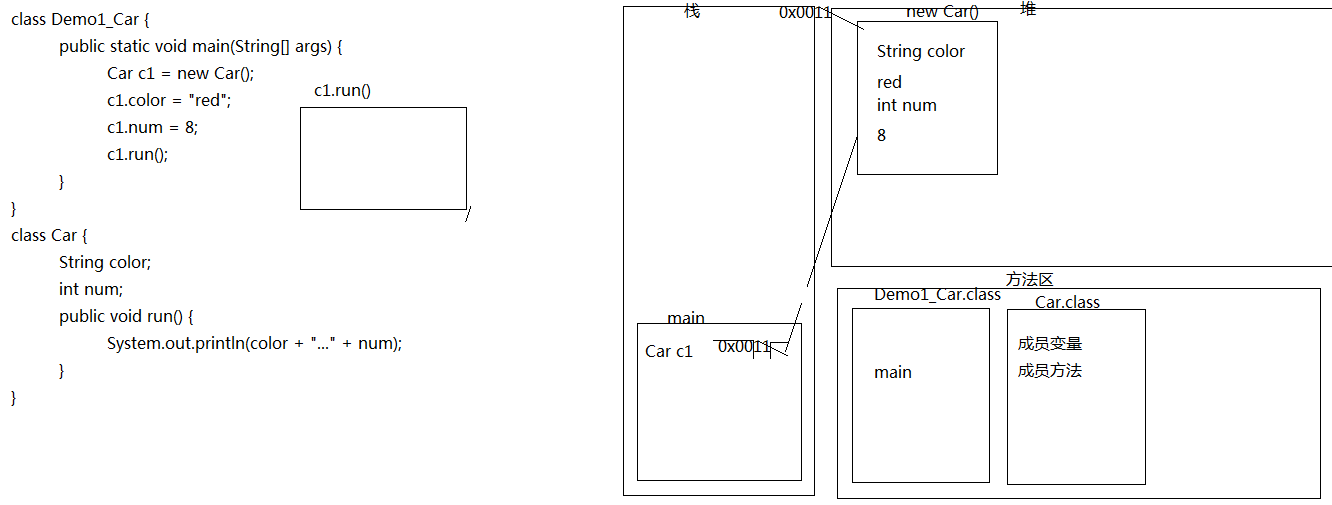 class Demo1_Car {
public static void main(String[] args) {
Car c1 = new Car();
c1.color = "red";
c1.num = 8;
c1.run();
}
}
class Car {
String color;
int num;
public void run() {
System.out.println(color + "..." + num);
}
}
c1.run()
栈
0x0011
main
Car c1 0x0011
堆
new Car()
String color
red
int num
8
方法区
Demo1_Car.class
main
Car.class
成员变量
成员方法